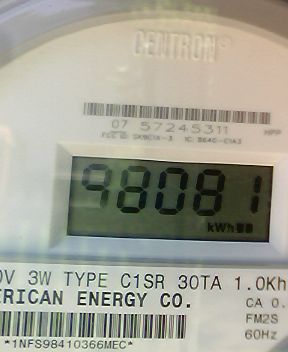 CENTRON®
07 57245311
HPP
98081
kWh
0V 3W TYPE C1SR 30TA 1.0Kh
ERICAN ENERGY CO.
CA 0.
FM2S
60Hz
*1NFS98410366MEC*